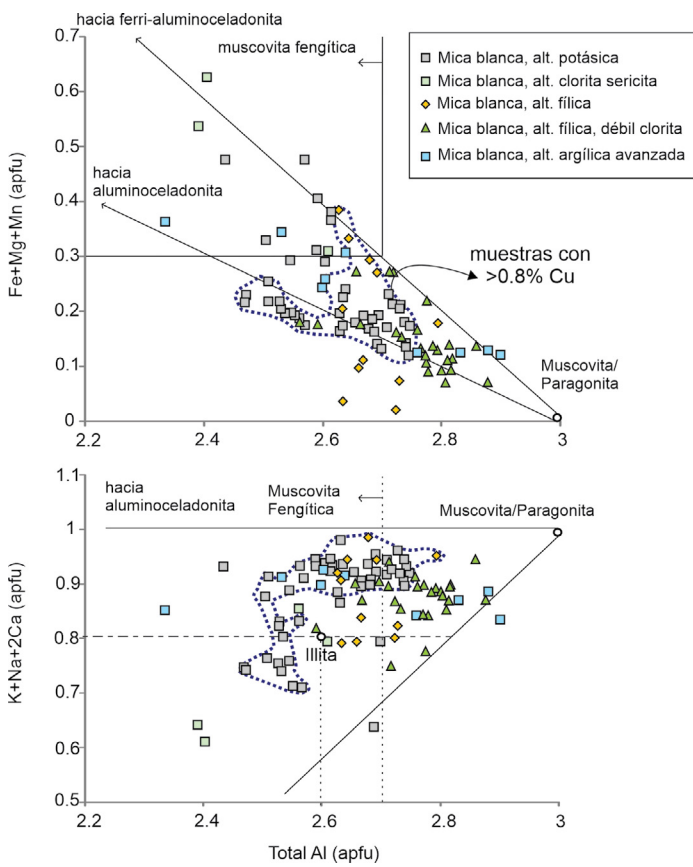 hacia ferri-aluminoceladonita
0.7
muscovita fengítica
Mica blanca, alt. potásica
Mica blanca, alt. clorita sericita
Mica blanca, alt. fílica
Mica blanca, alt. fílica, débil clorita
Mica blanca, alt. argílica avanzada
0.6
0.5
hacia
aluminoceladonita
0.4
0.3
muestras con
>0.8% Cu
0.2
0.1
Muscovita/
Paragonita
0
Fe+Mg+Mn (apfu)
2.2
2.4
2.6
2.8
3
1.1
hacia
aluminoceladonita
Muscovita
Fengítica
Muscovita/Paragonita
1
0.9
0.8
Illita
0.7
0.6
0.5
K+Na+2Ca (apfu)
2.2
2.4
2.6
2.8
3
Total Al (apfu)